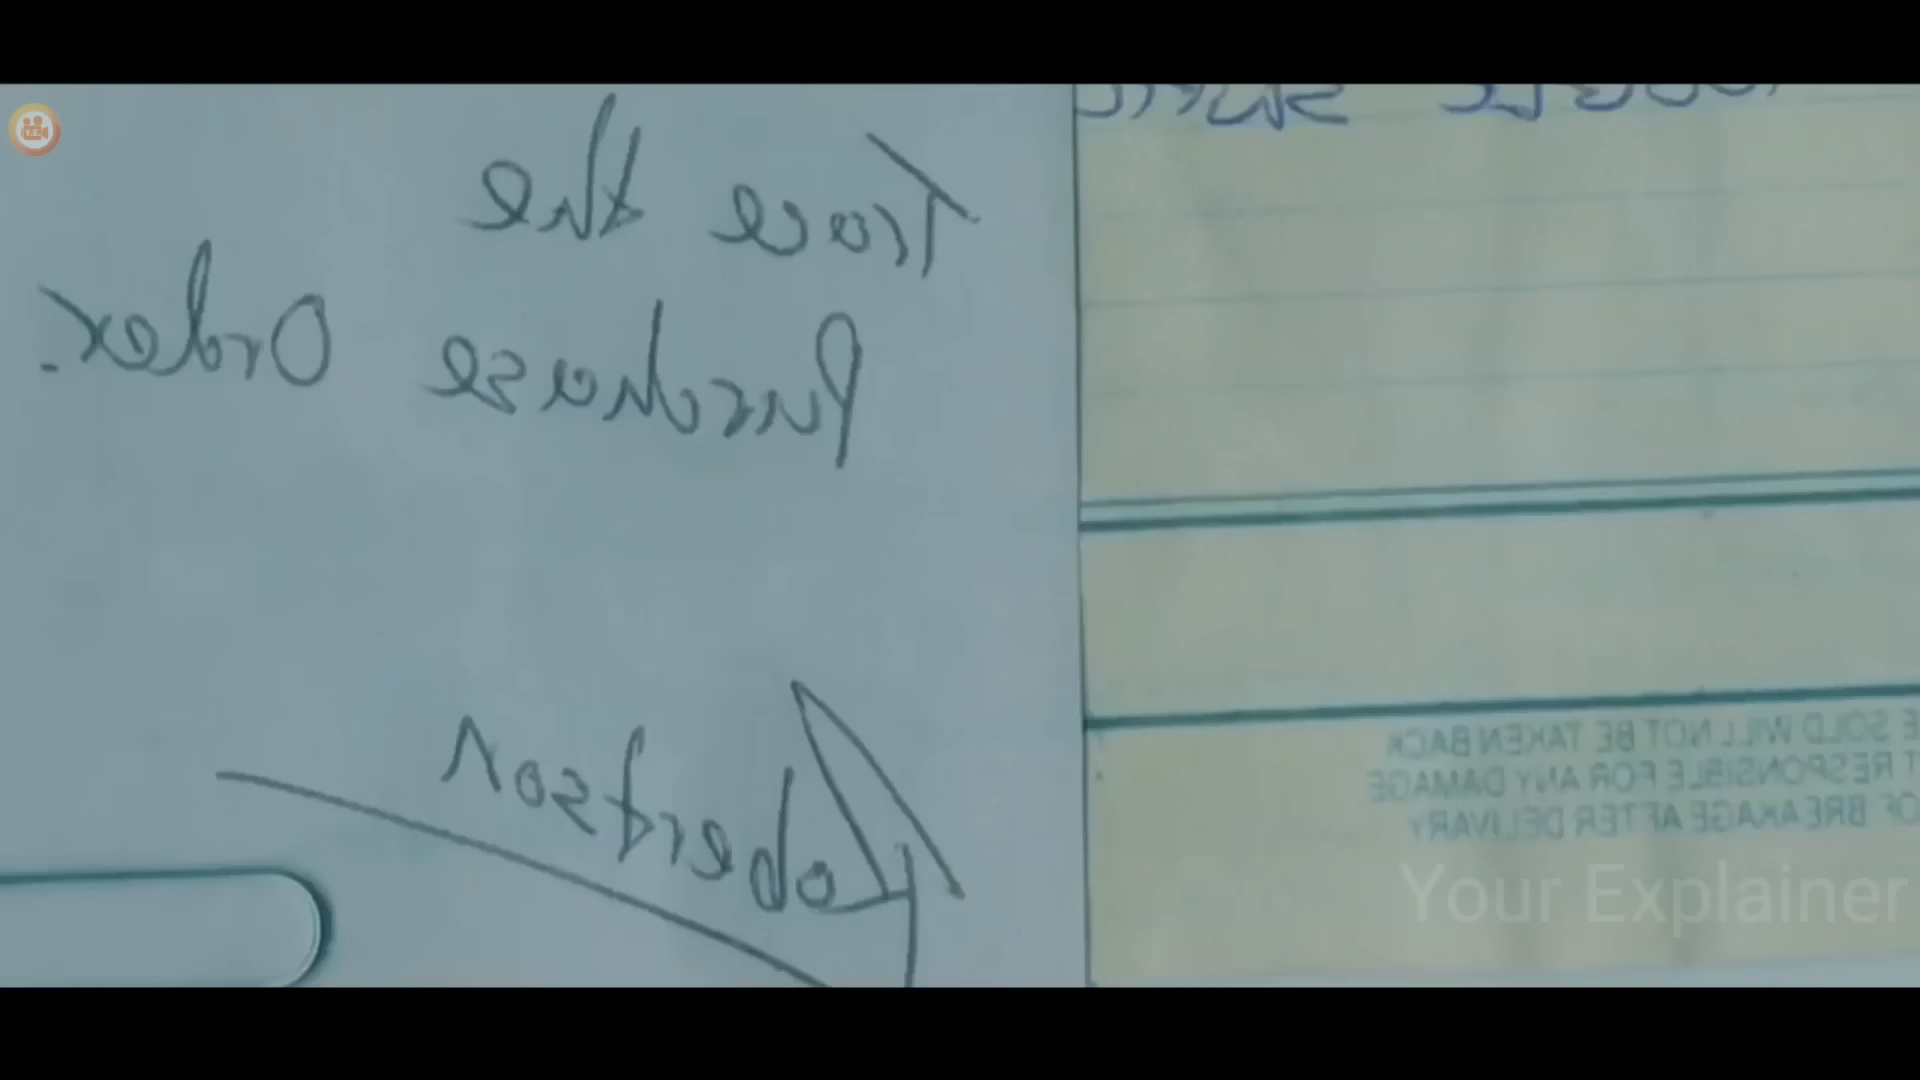 Trace the
Purchase Order.
Robertson
E SOLD WILL NOT BE TAKEN BACK
T RESPONSIBLE FOR ANY DAMAGE
OF BREAKAGE AFTER DELIVARY
Your Explainer